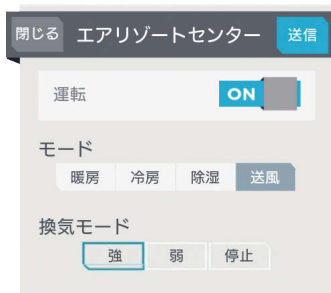 閉じる エアリゾートセンター 送信
運転 ON
モード
暖房 冷房 除湿 送風
換気モード
強 弱 停止